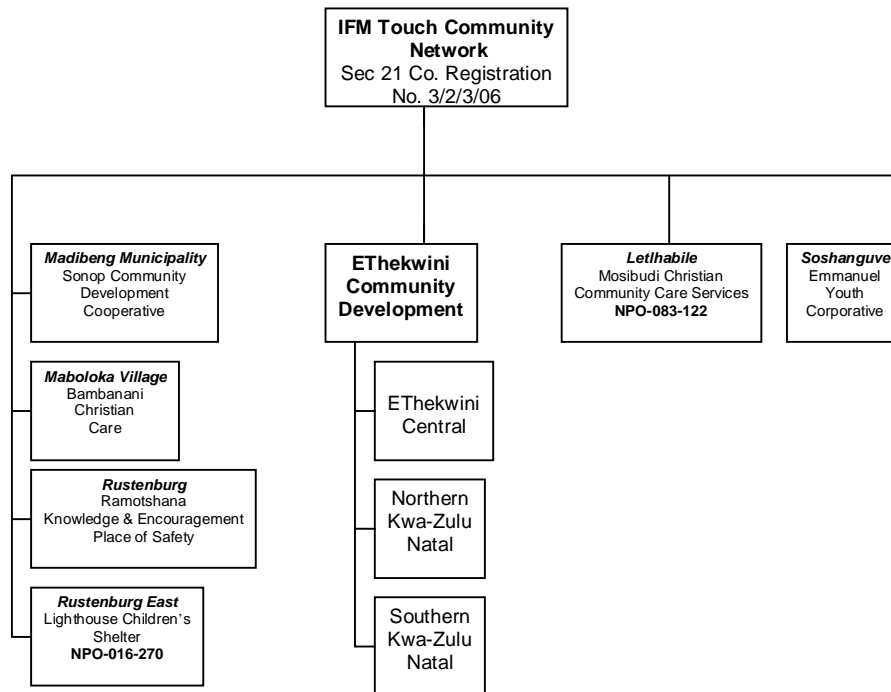 IFM Touch Community
Network
Sec 21 Co. Registration
No. 3/2/3/06
Madibeng Municipality
Sonop Community
Development
Cooperative
Maboloka Village
Bambanani
Christian
Care
Rustenburg
Ramotshana
Knowledge & Encouragement
Place of Safety
Rustenburg East
Lighthouse Children's
Shelter
NPO-016-270
EThekwini
Community
Development
EThekwini
Central
Northern
Kwa-Zulu
Natal
Southern
Kwa-Zulu
Natal
Letlhabile
Mosibudi Christian
Community Care Services
NPO-083-122
Soshanguve
Emmanuel
Youth
Corporative